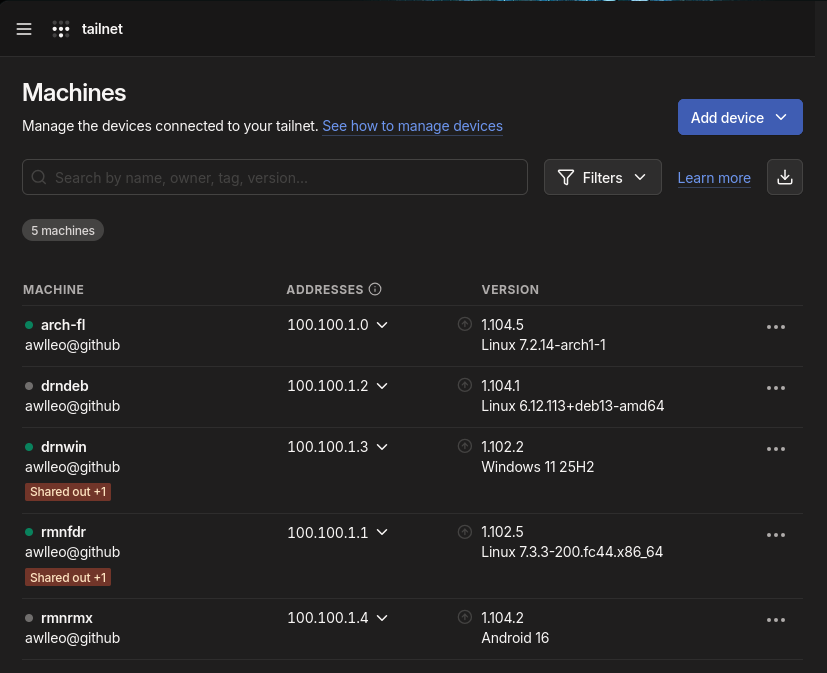 tailnet
Machines
Manage the devices connected to your tailnet. See how to manage devices
Add device
Search by name, owner, tag, version...
Filters
Learn more
5 machines
MACHINE ADDRESSES VERSION
arch-fl 100.100.1.0 1.104.5
awlleo@github Linux 7.2.14-arch1-1
drndeb 100.100.1.2 1.104.1
awlleo@github Linux 6.12.113+deb13-amd64
drnwin 100.100.1.3 1.102.2
awlleo@github Windows 11 25H2
Shared out +1
rmnfdr 100.100.1.1 1.102.5
awlleo@github Linux 7.3.3-200.fc44.x86_64
Shared out +1
rmnrmx 100.100.1.4 1.104.2
awlleo@github Android 16